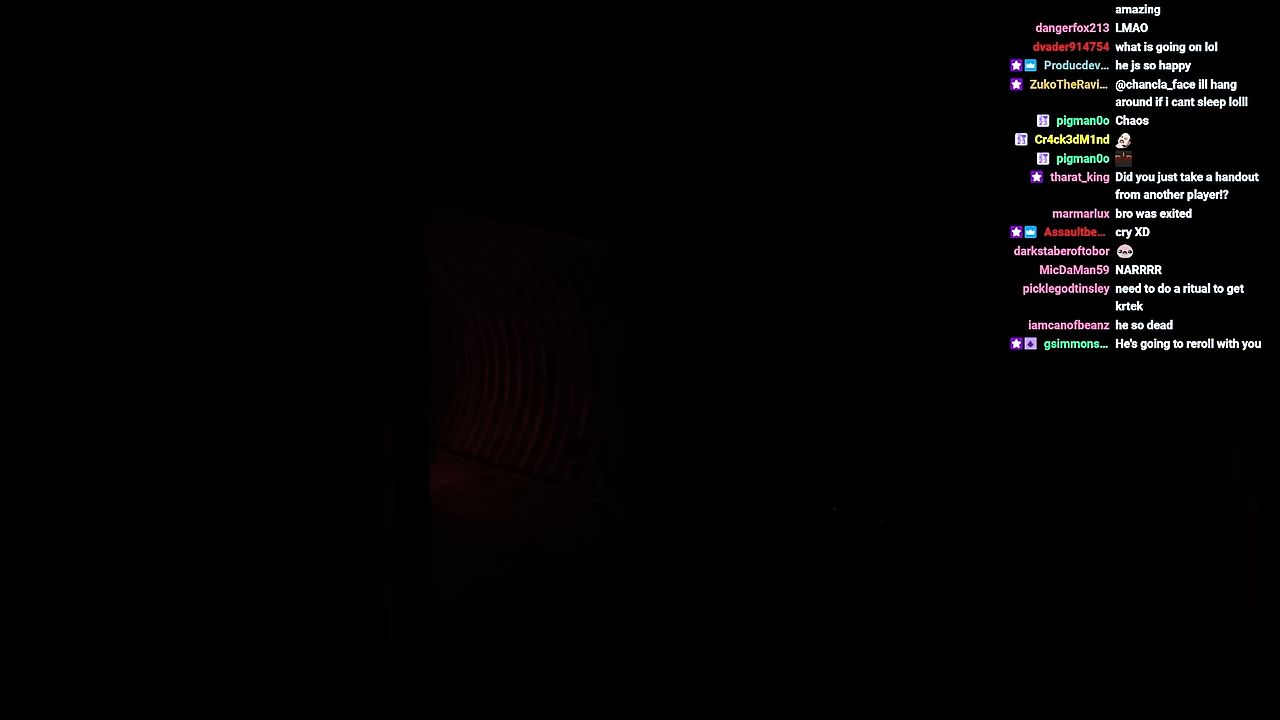 amazing
dangerfox213 LMAO
dvader914754 what is going on lol
Producdev... he js so happy
ZukoTheRavi... @chancla_face ill hang
around if i cant sleep lolll
pigman0o Chaos
Cr4ck3dM1nd
pigman0o
tharat_king Did you just take a handout
from another player!?
marmarlux bro was exited
Assaultbe... cry XD
darkstaberoftobor
MicDaMan59 NARRRR
picklegodtinsley need to do a ritual to get
krtek
iamcanofbeanz he so dead
gsimmons... He's going to reroll with you